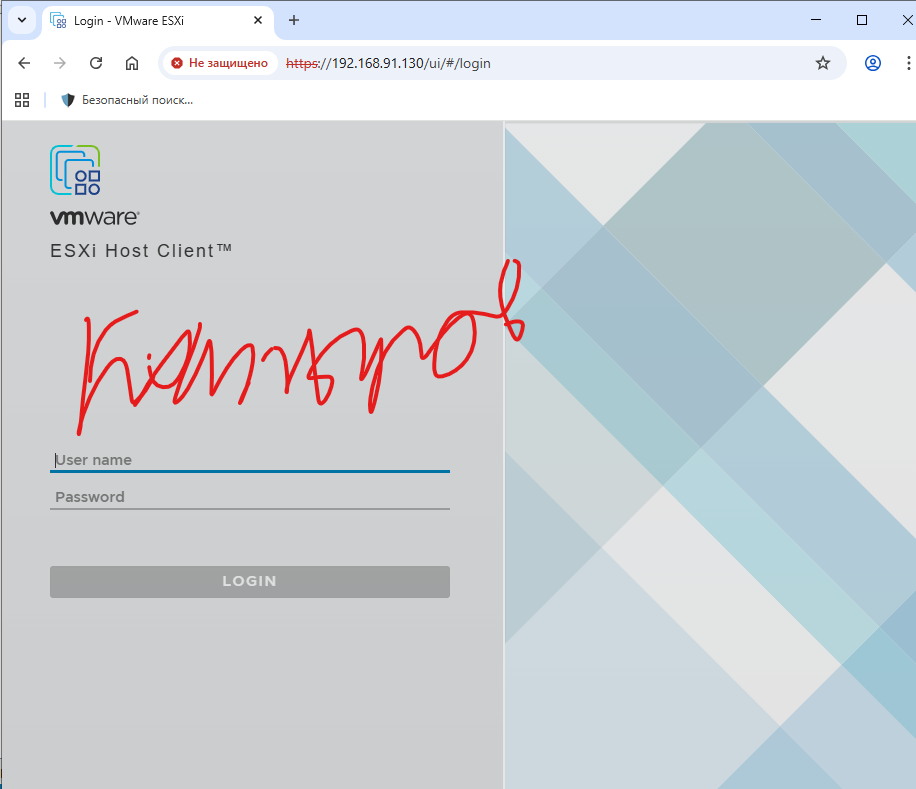 Login - VMware ESXi
Не защищено https://192.168.91.130/ui/#/login
Безопасный поиск...
vmware®
ESXi Host Client™
User name
Password
LOGIN